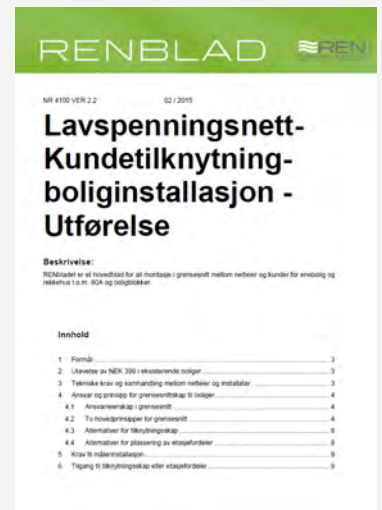 RENBLAD
REN
NR 4100 VER 2.2 02 / 2015
Lavspenningsnett-
Kundetilknytning-
boliginstallasjon -
Utførelse
Beskrivelse:
RENbladet er et hovedblad for all montasje i grensesnitt mellom netteier og kunder for enebolig og
rekkehus t.o.m. 80A og boligblokker.
Innhold
1 Formål 3
2 Utøvelse av NEK 399 i eksisterende boliger 3
3 Tekniske krav og samhandling mellom netteier og installatør 3
4 Ansvar og prinsipp for grensesnittskap til boliger 4
4.1 Ansvar/eierskap i grensesnitt 4
4.2 To hovedprinsipper for grensesnitt 4
4.3 Alternativer for tilknytningsskap 6
4.4 Alternativer for plassering av etasjefordeler 8
5 Krav til målerinstallasjon 9
6 Tilgang til tilknytningsskap eller etasjefordeler 9